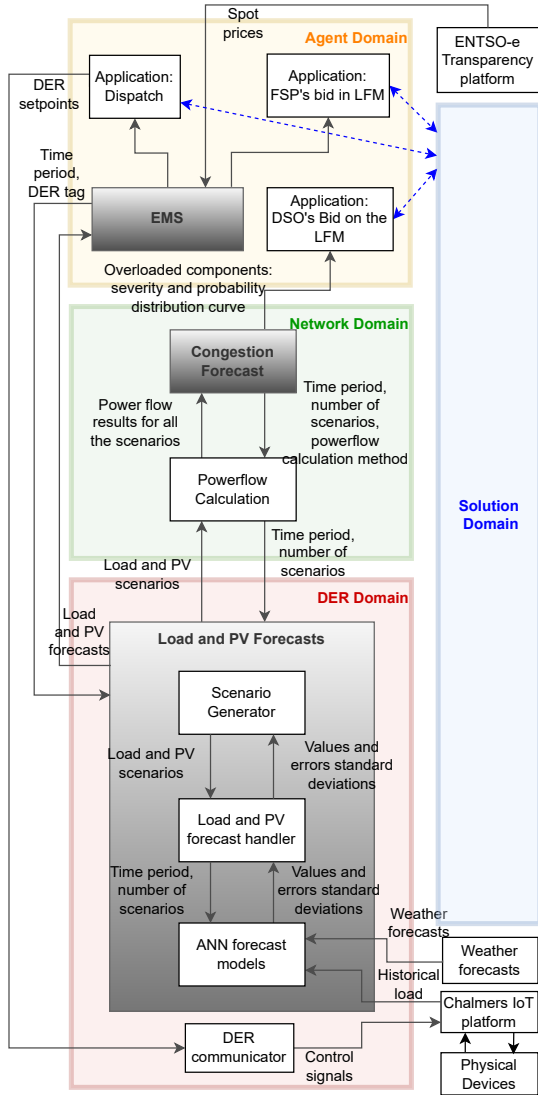 Spot
prices
Agent Domain
ENTSO-e
Transparency
platform
DER
setpoints
Application:
Dispatch
Application:
FSP's bid in LFM
Time
period,
DER tag
EMS
Application:
DSO's Bid on the
LFM
Overloaded components:
severity and probability
distribution curve
Network Domain
Congestion
Forecast
Power flow
results for all
the scenarios
Time period,
number of
scenarios,
powerflow
calculation method
Powerflow
Calculation
Solution
Domain
Load and PV
scenarios
Time period,
number of
scenarios
DER Domain
Load
and PV
forecasts
Load and PV Forecasts
Scenario
Generator
Load and PV
scenarios
Values and
errors standard
deviations
Load and PV
forecast handler
Time period,
number of
scenarios
Values and
errors standard
deviations
ANN forecast
models
Weather
forecasts
Weather
forecasts
Historical
load
Chalmers IoT
platform
DER
communicator
Control
signals
Physical
Devices